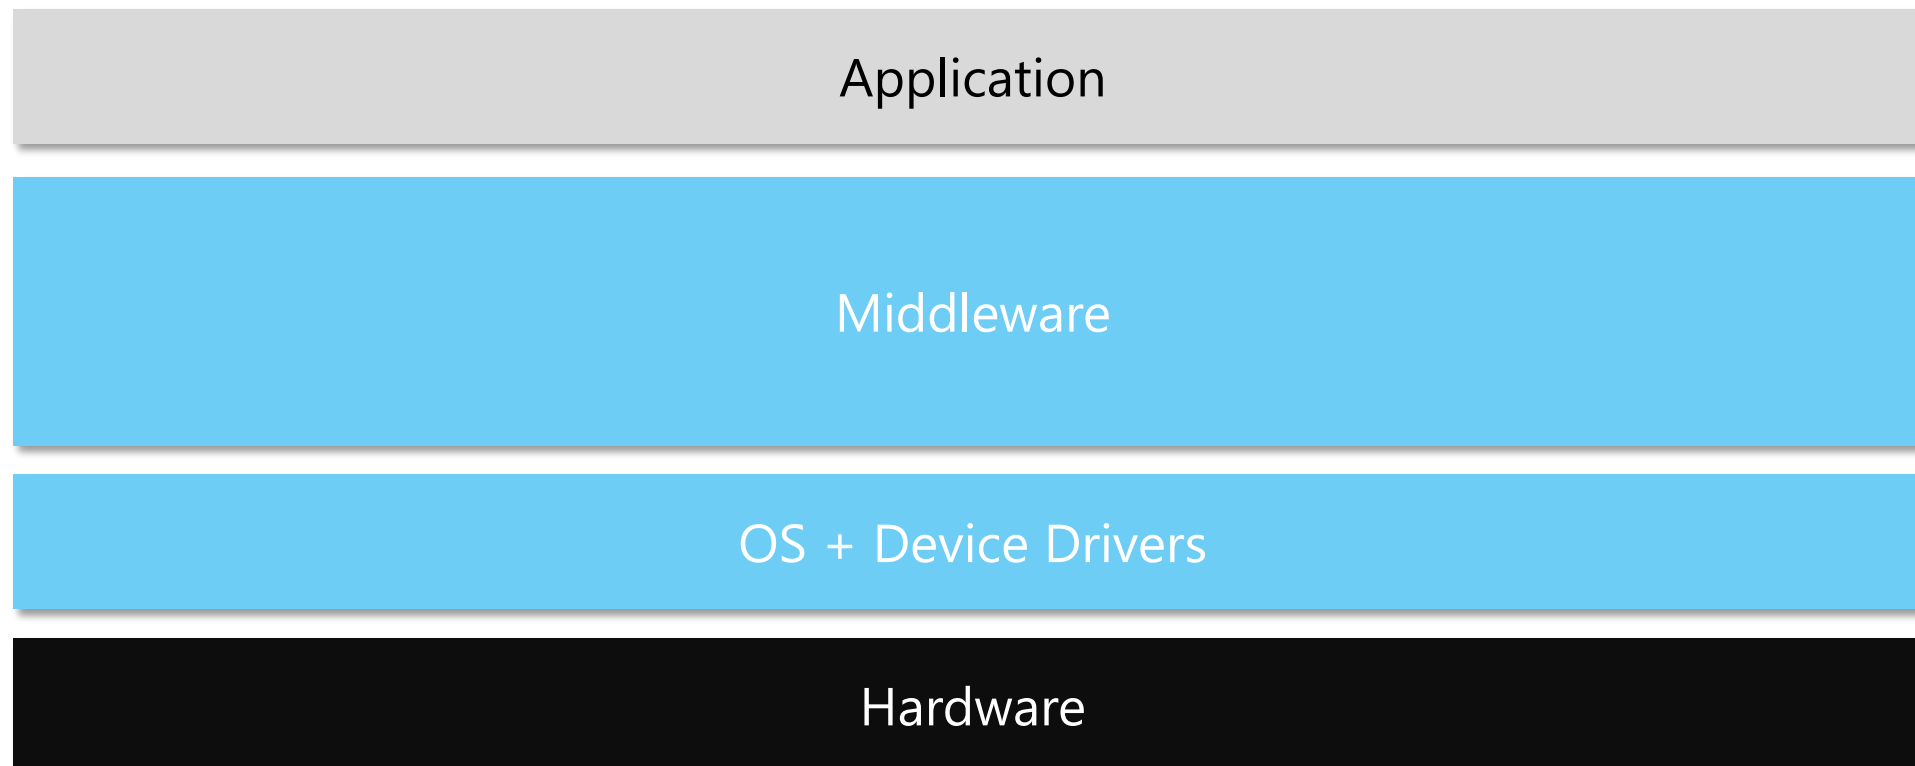 Application
Middleware
OS + Device Drivers
Hardware